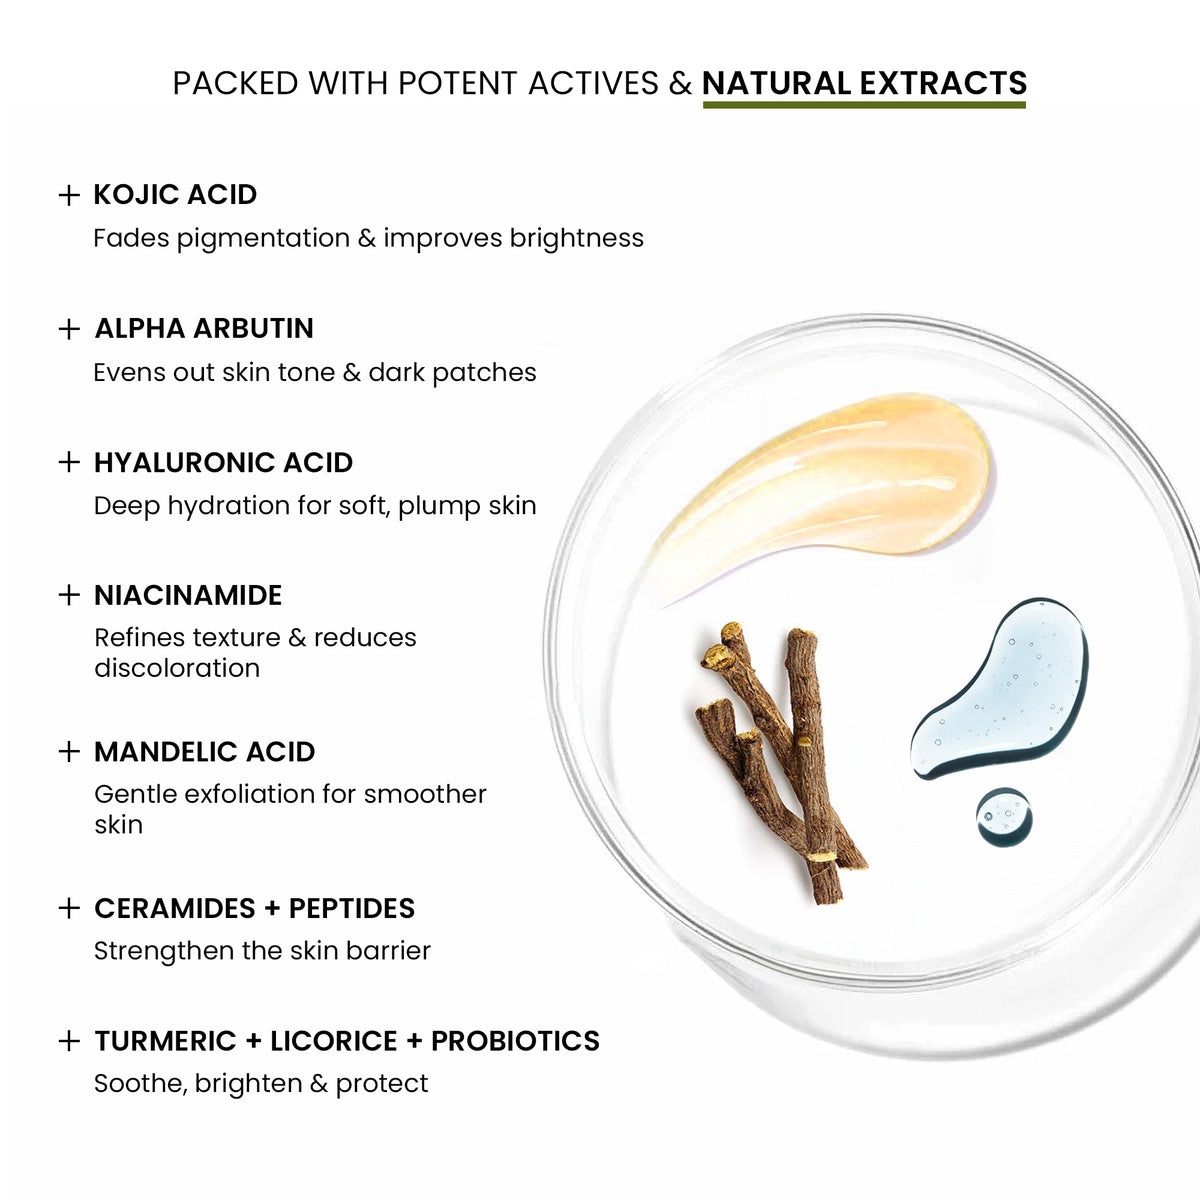 PACKED WITH POTENT ACTIVES & NATURAL EXTRACTS
+ KOJIC ACID
Fades pigmentation & improves brightness
+ ALPHA ARBUTIN
Evens out skin tone & dark patches
+ HYALURONIC ACID
Deep hydration for soft, plump skin
+ NIACINAMIDE
Refines texture & reduces
discoloration
+ MANDELIC ACID
Gentle exfoliation for smoother
skin
+ CERAMIDES + PEPTIDES
Strengthen the skin barrier
+ TURMERIC + LICORICE + PROBIOTICS
Soothe, brighten & protect